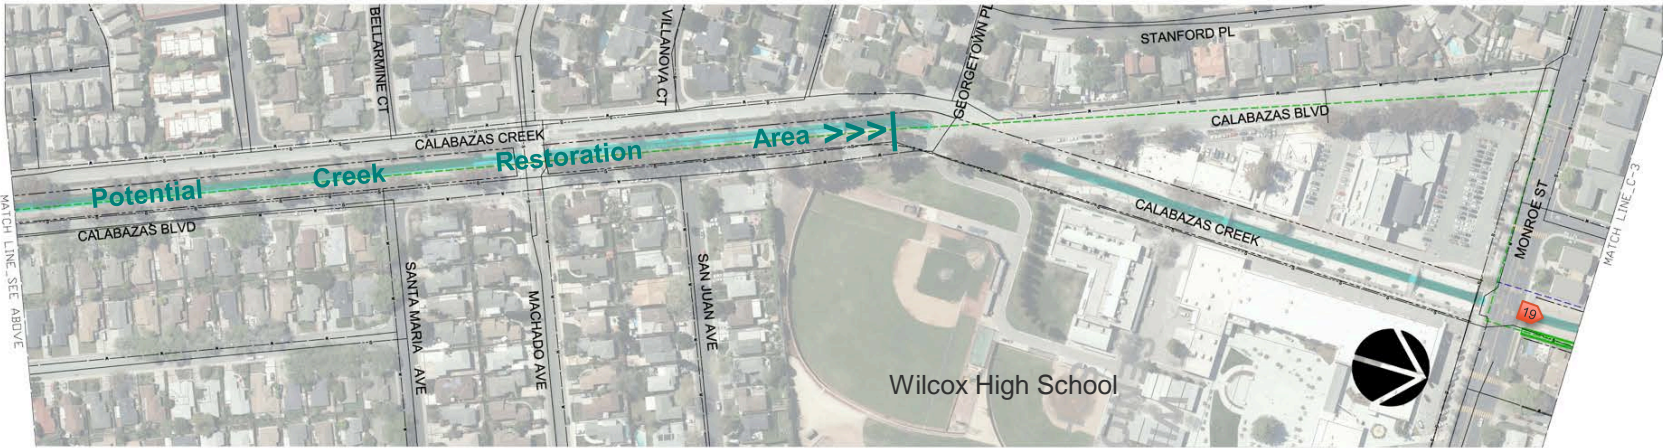 BELLARMINE CT
VILLANOVA CT
GEORGETOWN PL
STANFORD PL
CALABAZAS CREEK
CALABAZAS BLVD
Potential Creek Restoration Area >>>
CALABAZAS BLVD
MATCH LINE_SEE ABOVE
SANTA MARIA AVE
MACHADO AVE
SAN JUAN AVE
CALABAZAS CREEK
MONROE ST
MATCH LINE_C-3
19
Wilcox High School